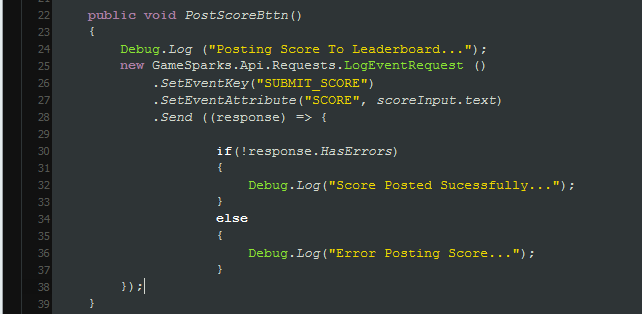 22 public void PostScoreBttn()
23 {
24 Debug.Log ("Posting Score To Leaderboard...");
25 new GameSparks.Api.Requests.LogEventRequest ()
26 .SetEventKey("SUBMIT_SCORE")
27 .SetEventAttribute("SCORE", scoreInput.text)
28 .Send ((response) => {
29
30 if(!response.HasErrors)
31 {
32 Debug.Log("Score Posted Sucessfully...");
33 }
34 else
35 {
36 Debug.Log("Error Posting Score...");
37 }
38 });
39 }